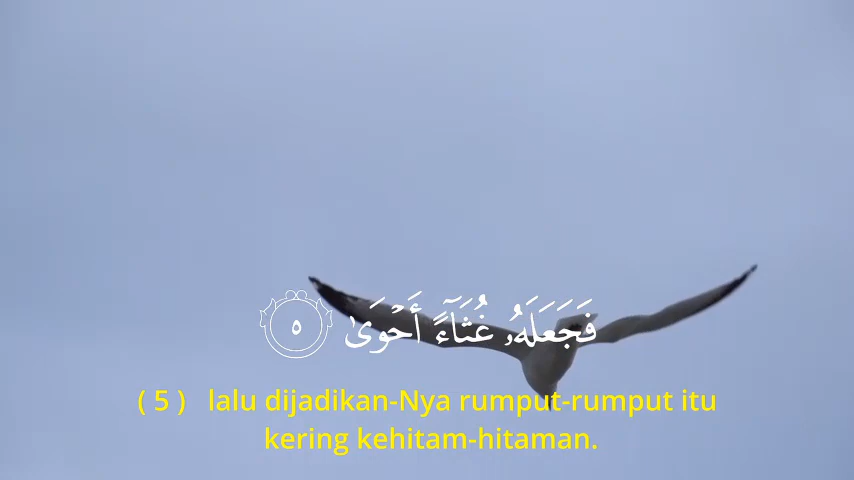 فَجَعَلَهُۥ غُثَآءً أَحْوَىٰ ٥
( 5 ) lalu dijadikan-Nya rumput-rumput itu
kering kehitam-hitaman.